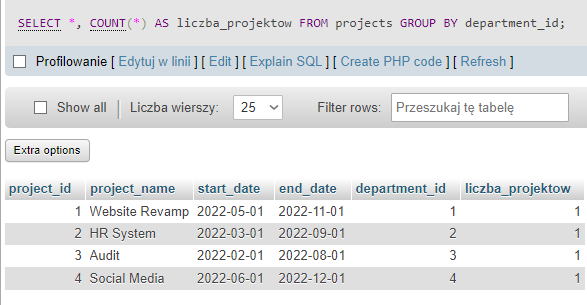 SELECT *, COUNT(*) AS liczba_projektow FROM projects GROUP BY department_id;
Profilowanie [ Edytuj w linii ] [ Edit ] [ Explain SQL ] [ Create PHP code ] [ Refresh ]
Show all Liczba wierszy: 25 Filter rows: Przeszukaj tę tabelę
Extra options
project_id project_name start_date end_date department_id liczba_projektow
1 Website Revamp 2022-05-01 2022-11-01 1 1
2 HR System 2022-03-01 2022-09-01 2 1
3 Audit 2022-02-01 2022-08-01 3 1
4 Social Media 2022-06-01 2022-12-01 4 1